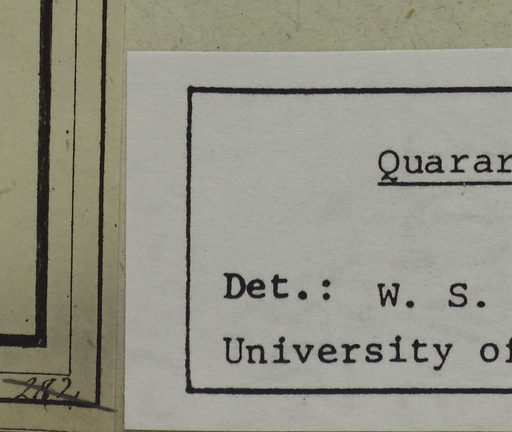 Quarar
Det.: W. S.
University of
282